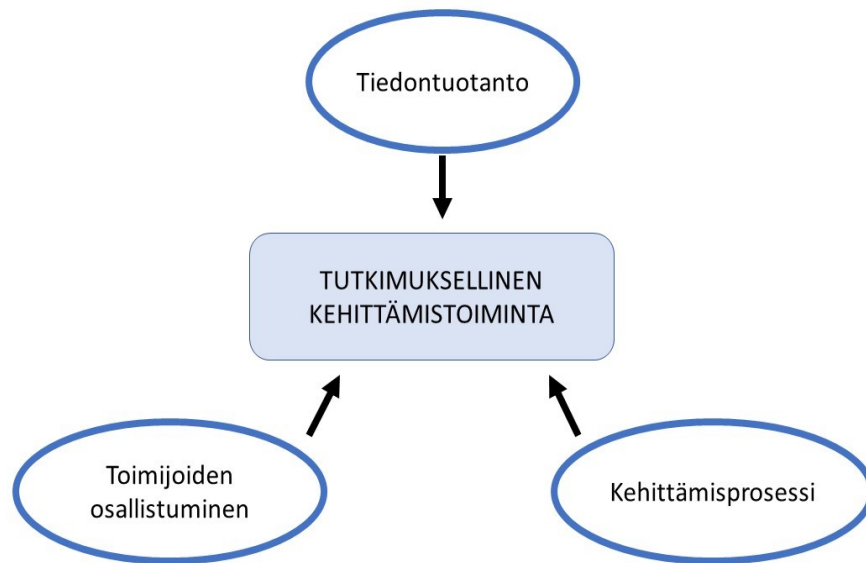 Tiedontuotanto
TUTKIMUKSELLINEN
KEHITTÄMISTOIMINTA
Toimijoiden
osallistuminen
Kehittämisprosessi